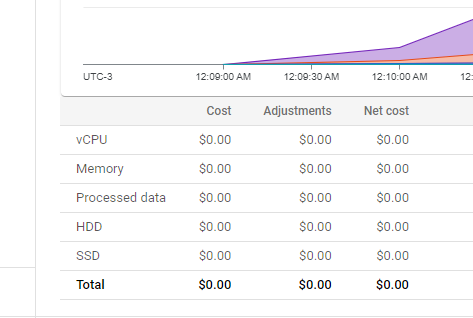 UTC-3 12:09:00 AM 12:09:30 AM 12:10:00 AM 12:
Cost Adjustments Net cost
vCPU $0.00 $0.00 $0.00
Memory $0.00 $0.00 $0.00
Processed data $0.00 $0.00 $0.00
HDD $0.00 $0.00 $0.00
SSD $0.00 $0.00 $0.00
Total $0.00 $0.00 $0.00